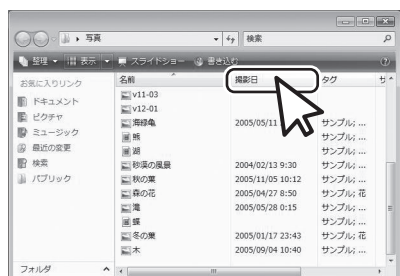 写真
検索
整理 表示 スライドショー 書き込む
お気に入りリンク
ドキュメント
ピクチャ
ミュージック
最近の変更
検索
パブリック
フォルダ
名前 撮影日 タグ サ
v11-03
v12-01
海緑亀 2005/05/11 サンプル; ...
熊 サンプル; ...
湖 サンプル; ...
砂漠の風景 2004/02/13 9:30 サンプル; ...
秋の葉 2005/11/05 10:12 サンプル; ...
森の花 2005/04/27 8:50 サンプル; 花
滝 2005/05/28 0:15 サンプル; ...
蝶 サンプル; ...
冬の葉 2005/01/17 23:43 サンプル; 花
木 2005/09/04 10:40 サンプル; ...